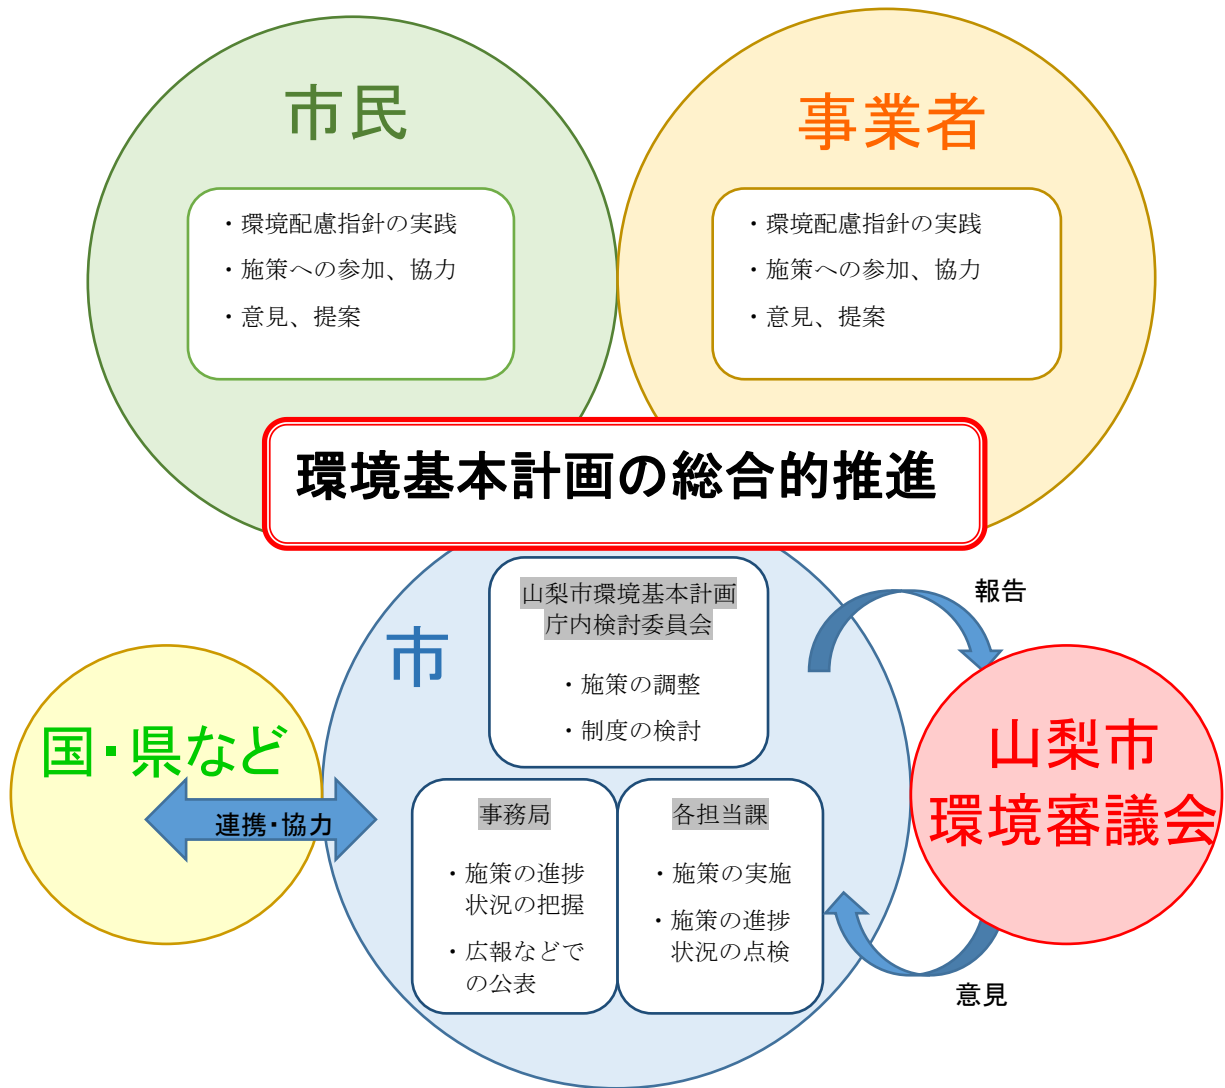 市民
・環境配慮指針の実践
・施策への参加、協力
・意見、提案
事業者
・環境配慮指針の実践
・施策への参加、協力
・意見、提案
環境基本計画の総合的推進
市
山梨市環境基本計画
庁内検討委員会
・施策の調整
・制度の検討
事務局
・施策の進捗
状況の把握
・広報などで
の公表
各担当課
・施策の実施
・施策の進捗
状況の点検
国・県など
連携・協力
報告
山梨市
環境審議会
意見